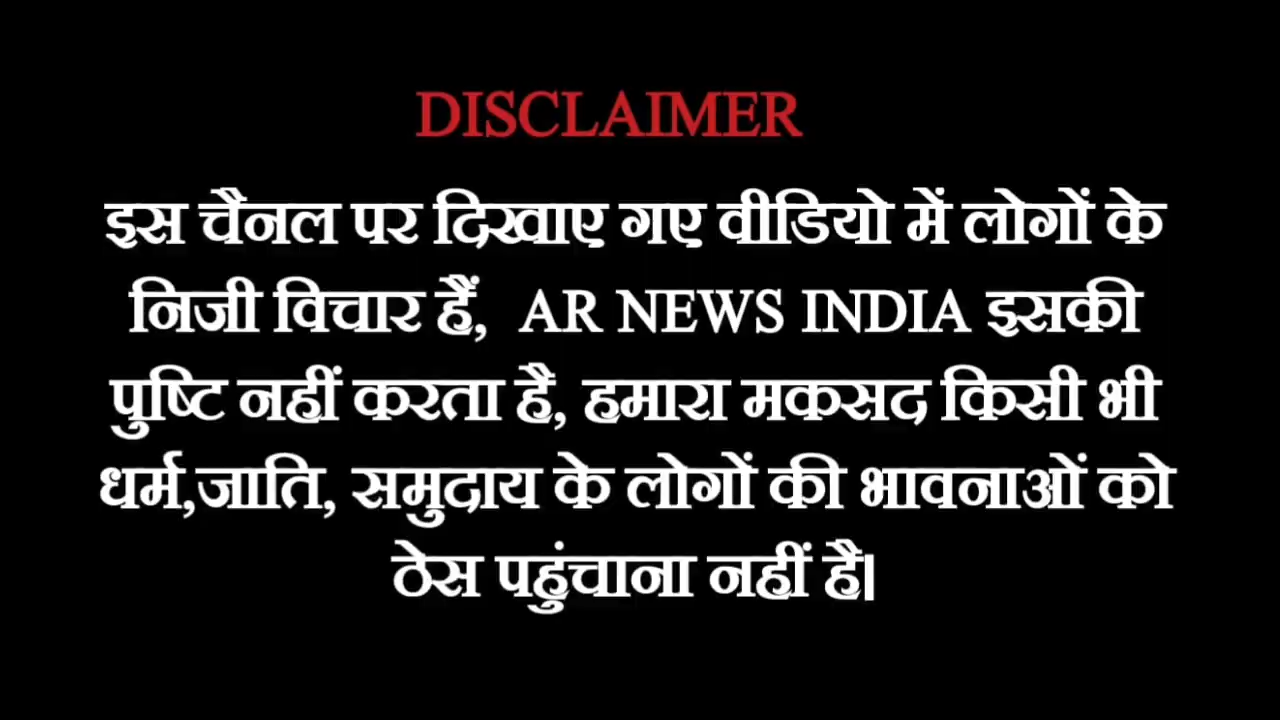 DISCLAIMER
इस चैनल पर दिखाए गए वीडियो में लोगों के
निजी विचार हैं, AR NEWS INDIA इसकी
पुष्टि नहीं करता है, हमारा मकसद किसी भी
धर्म,जाति, समुदाय के लोगों की भावनाओं को
ठेस पहुंचाना नहीं है।